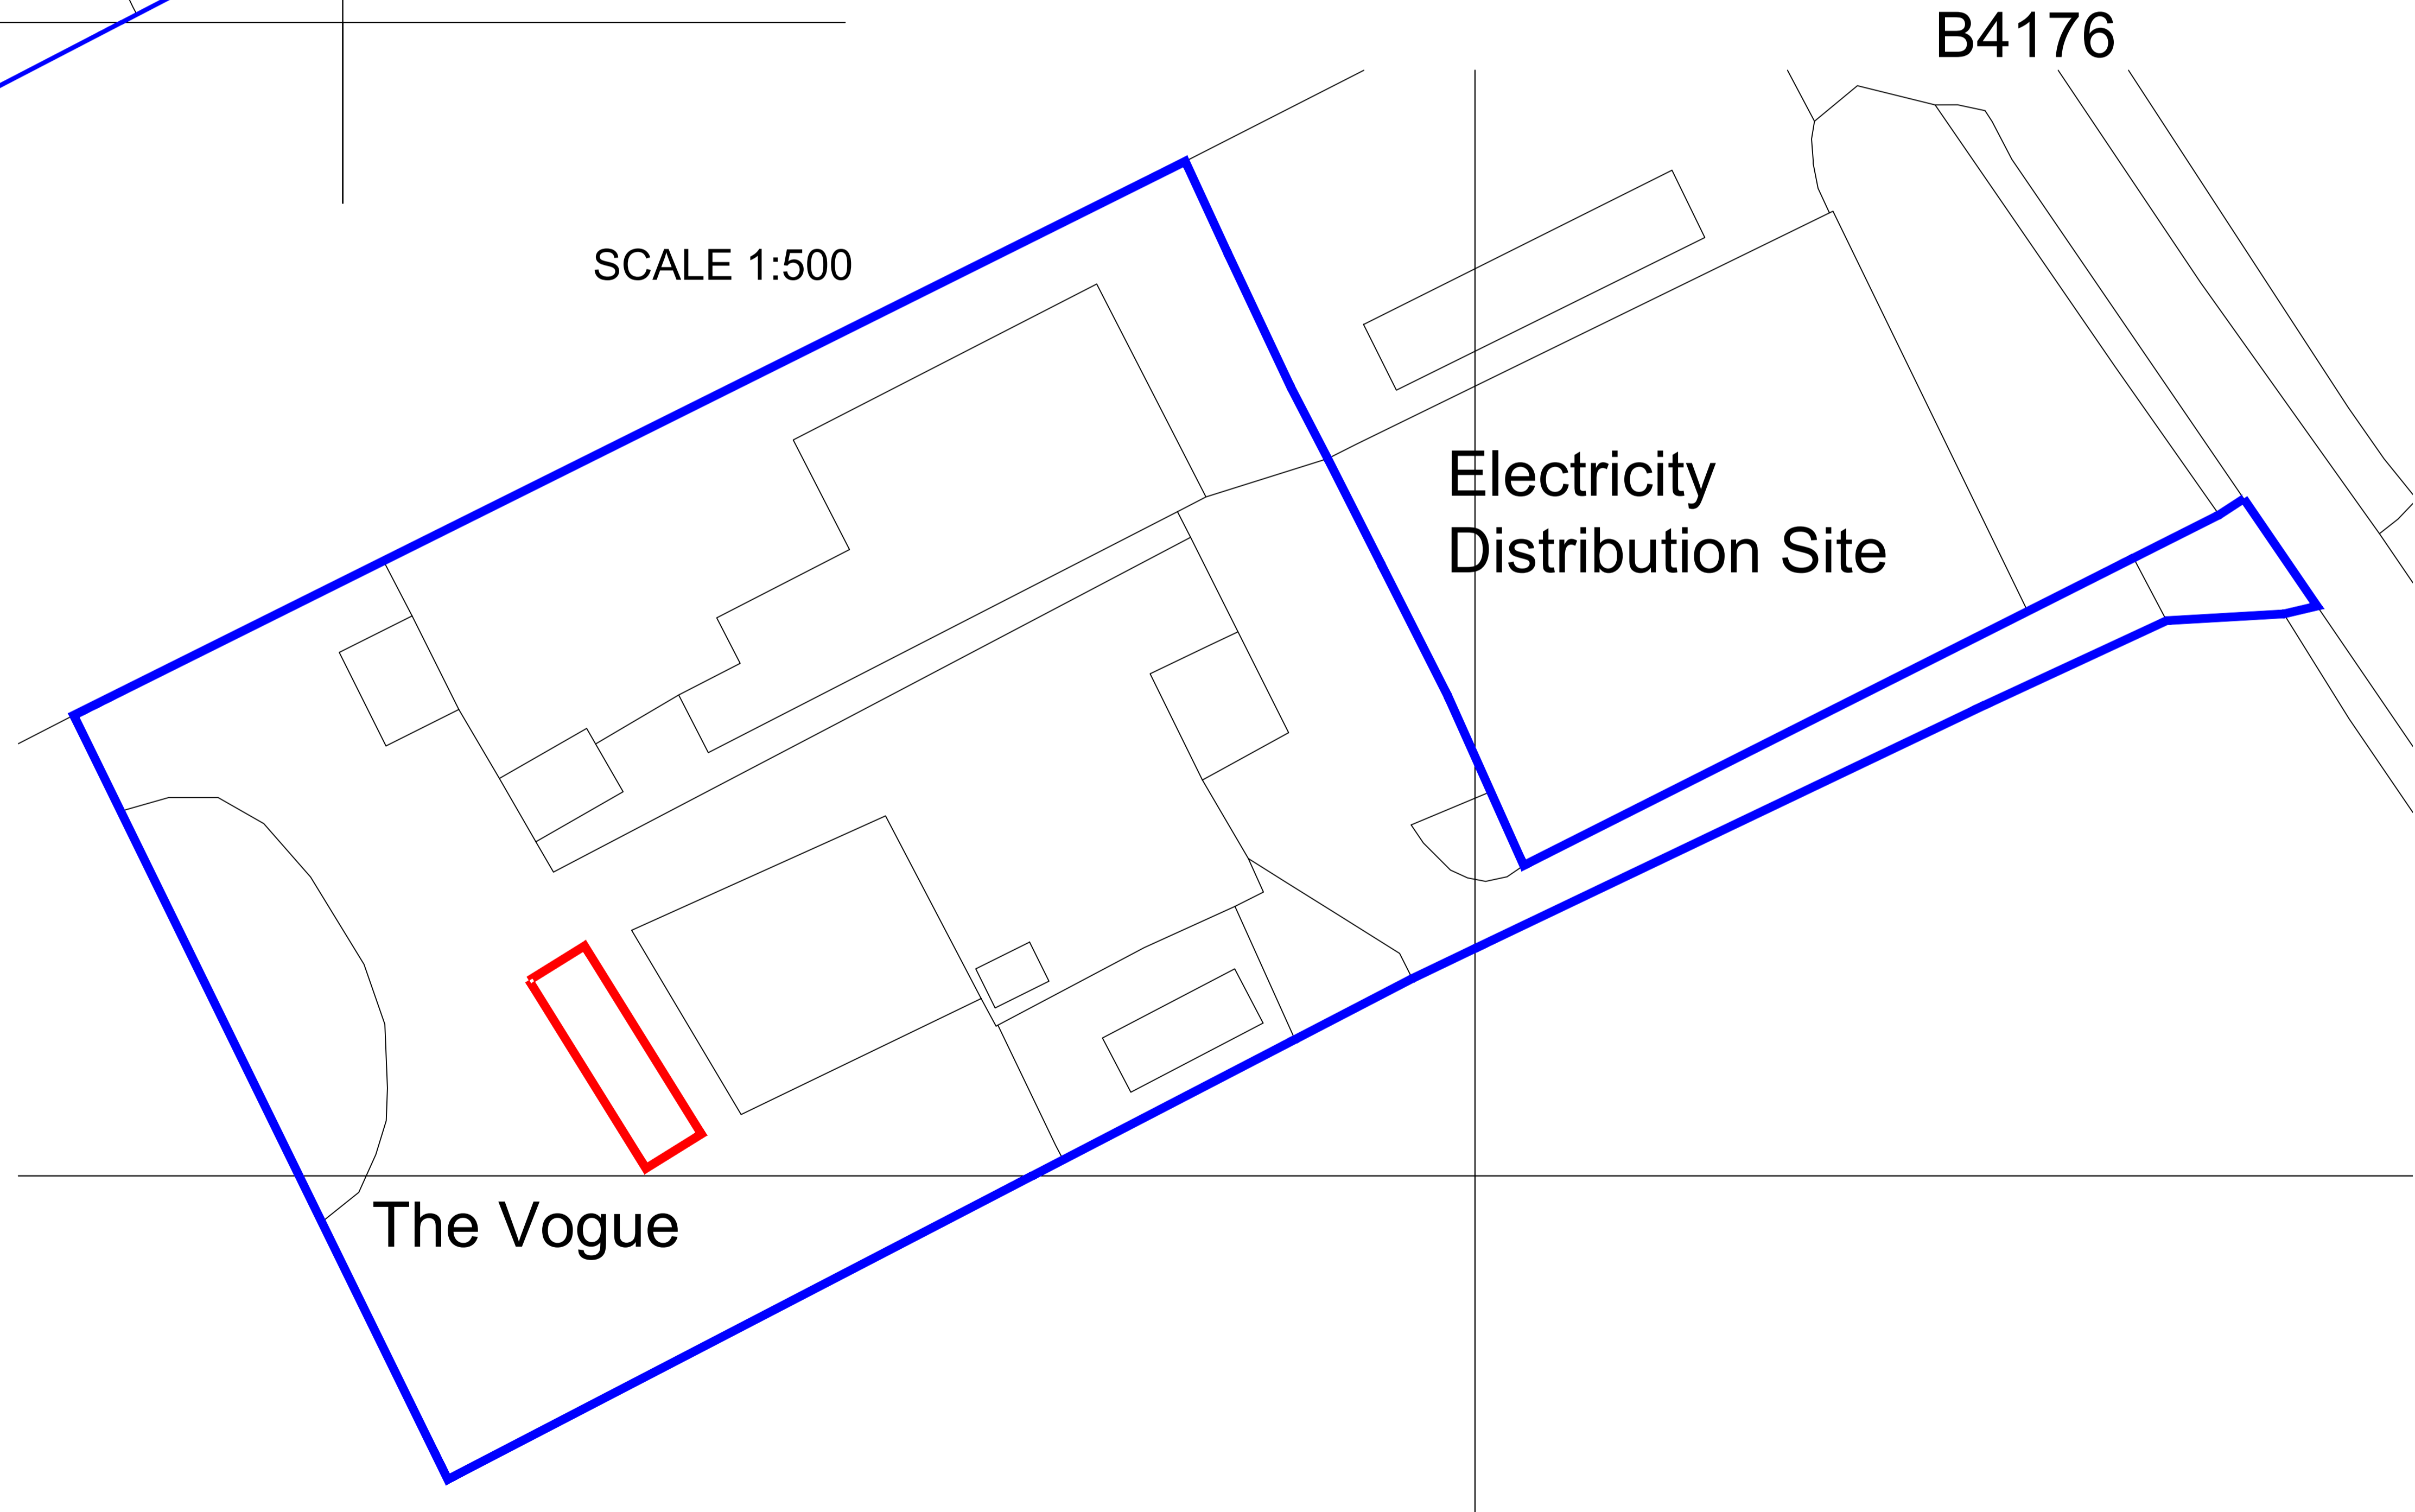 B4176
SCALE 1:500
Electricity
Distribution Site
The Vogue